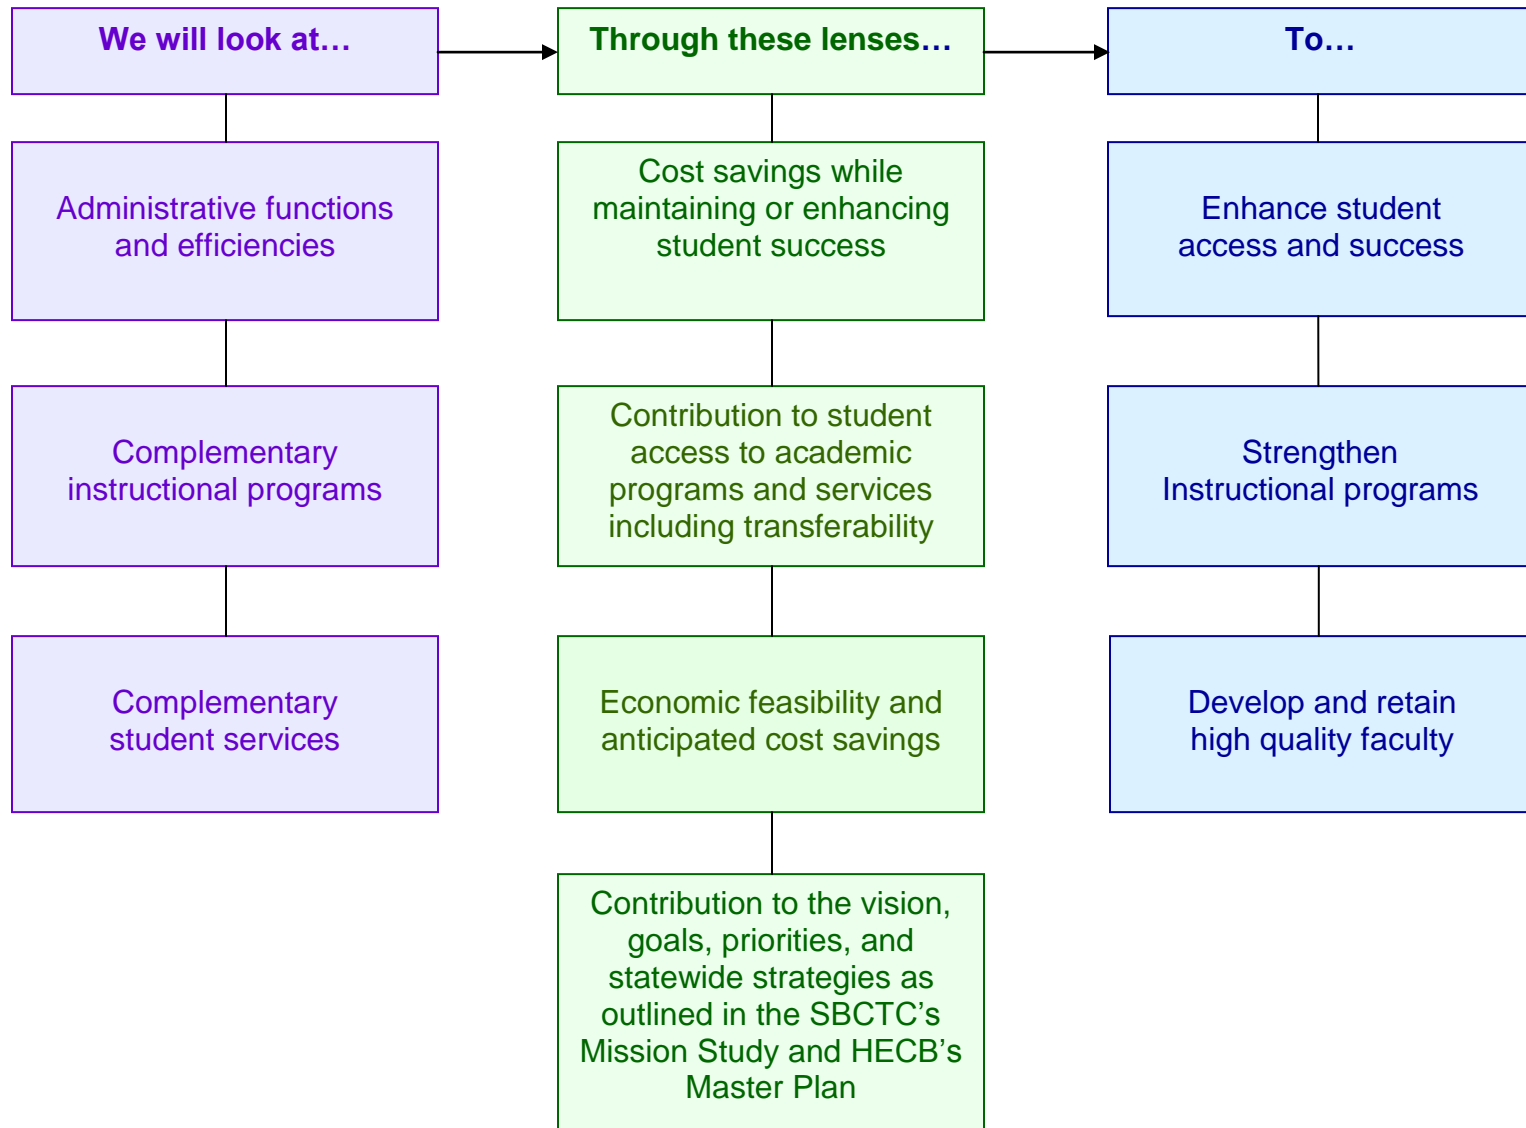 We will look at…
Administrative functions
and efficiencies
Complementary
instructional programs
Complementary
student services
Through these lenses…
Cost savings while
maintaining or enhancing
student success
Contribution to student
access to academic
programs and services
including transferability
Economic feasibility and
anticipated cost savings
Contribution to the vision,
goals, priorities, and
statewide strategies as
outlined in the SBCTC’s
Mission Study and HECB’s
Master Plan
To…
Enhance student
access and success
Strengthen
Instructional programs
Develop and retain
high quality faculty